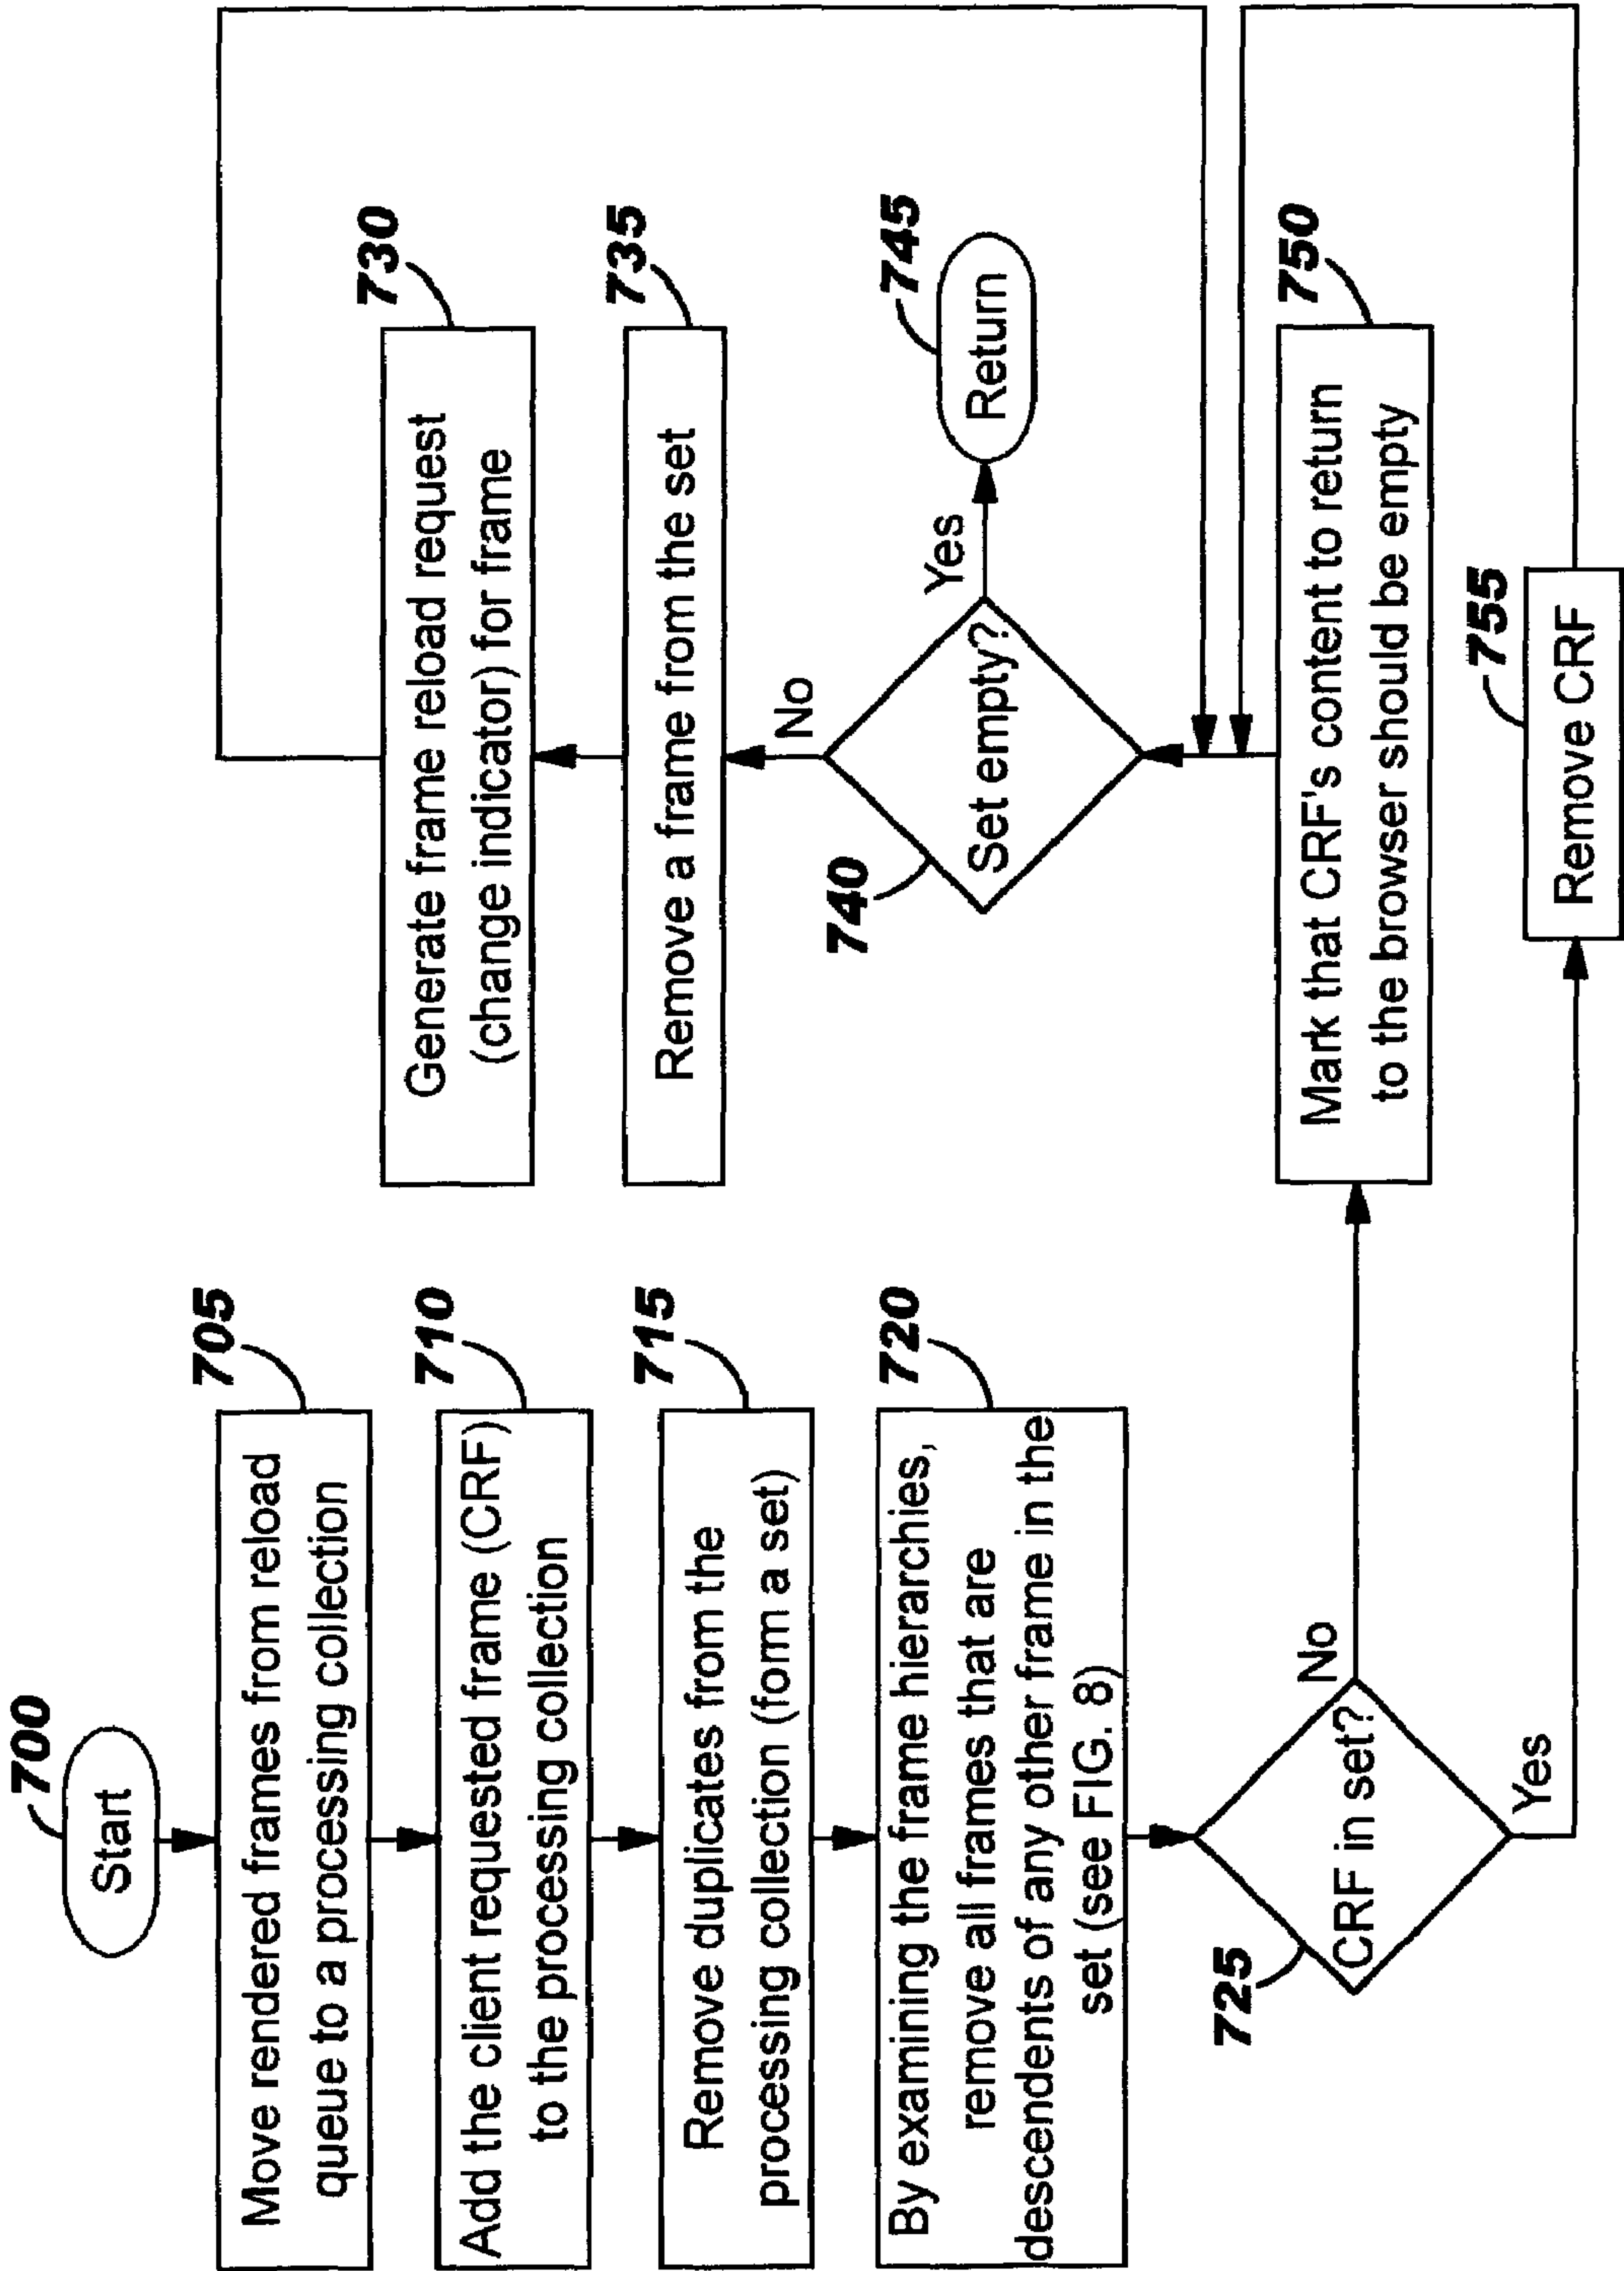 700
Start
705
Move rendered frames from reload
queue to a processing collection
710
Add the client requested frame (CRF)
to the processing collection
715
Remove duplicates from the
processing collection (form a set)
720
By examining the frame hierarchies,
remove all frames that are
descendents of any other frame in the
set (see FIG. 8)
725
CRF in set?
No
Yes
730
Generate frame reload request
(change indicator) for frame
735
Remove a frame from the set
No
740
Set empty?
Yes
745
Return
750
Mark that CRF's content to return
to the browser should be empty
755
Remove CRF